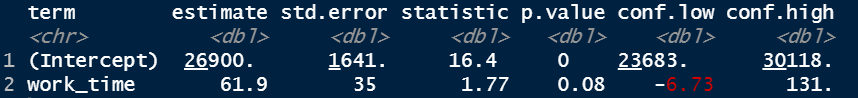 term estimate std.error statistic p.value conf.low conf.high
<chr> <dbl> <dbl> <dbl> <dbl> <dbl> <dbl>
1 (Intercept) 26900. 1641. 16.4 0 23683. 30118.
2 work_time 61.9 35 1.77 0.08 -6.73 131.